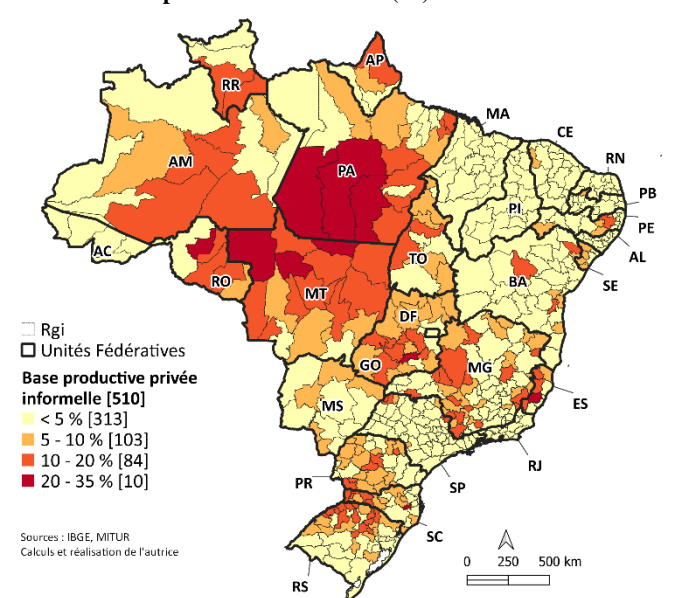 AP
RR
MA
CE
AM
PA
RN
PB
PI
PE
AC
TO
AL
RO
BA
SE
MT
DF
Rgi
Unités Fédératives
GO
MG
Base productive privée
informelle [510]
MS
ES
< 5 % [313]
5 - 10 % [103]
10 - 20 % [84]
RJ
20 - 35 % [10]
PR
SP
Sources : IBGE, MITUR
Calculs et réalisation de l'autrice
SC
0 250 500 km
RS